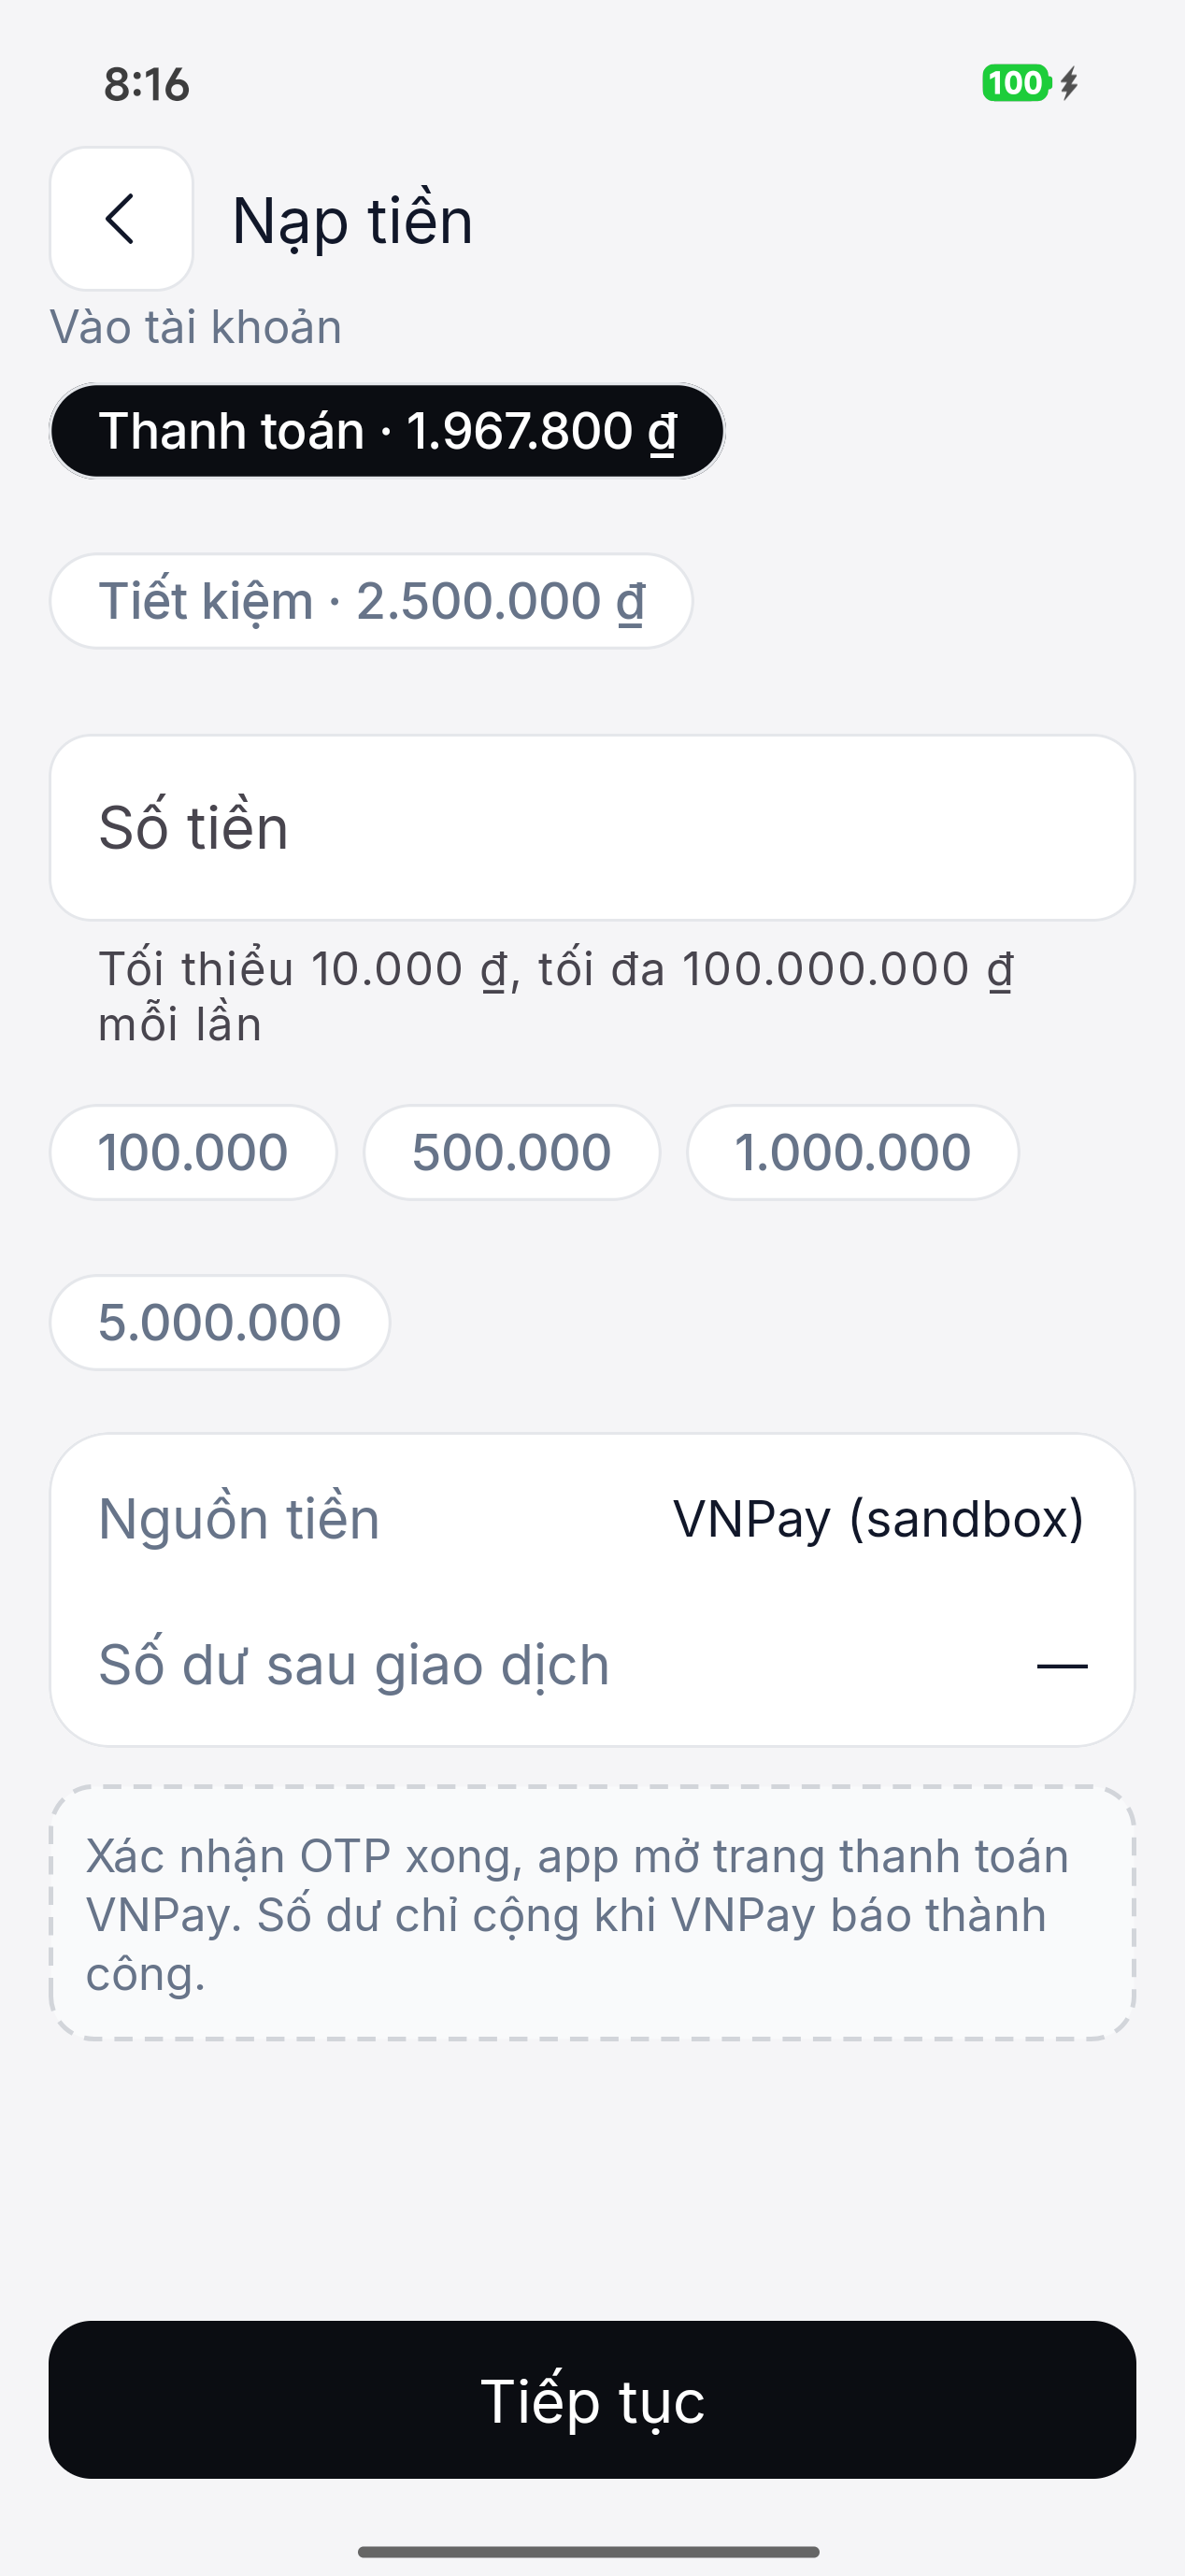 8:16
100
Nạp tiền
Vào tài khoản
Thanh toán · 1.967.800 ₫
Tiết kiệm · 2.500.000 ₫
Số tiền
Tối thiểu 10.000 ₫, tối đa 100.000.000 ₫
mỗi lần
100.000 500.000 1.000.000
5.000.000
Nguồn tiền VNPay (sandbox)
Số dư sau giao dịch —
Xác nhận OTP xong, app mở trang thanh toán
VNPay. Số dư chỉ cộng khi VNPay báo thành
công.
Tiếp tục